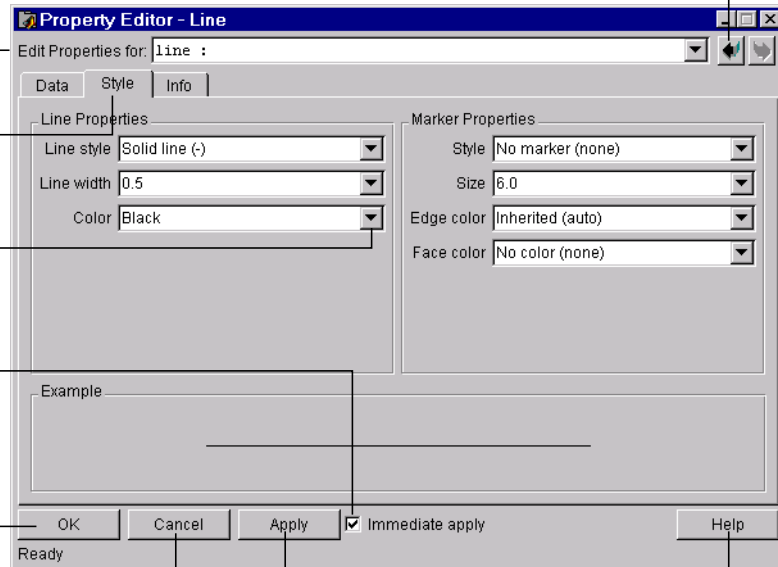 Property Editor - Line
Edit Properties for: line :
Data Style Info
Line Properties
Line style Solid line (-)
Line width 0.5
Color Black
Marker Properties
Style No marker (none)
Size 6.0
Edge color Inherited (auto)
Face color No color (none)
Example
OK Cancel Apply Immediate apply Help
Ready